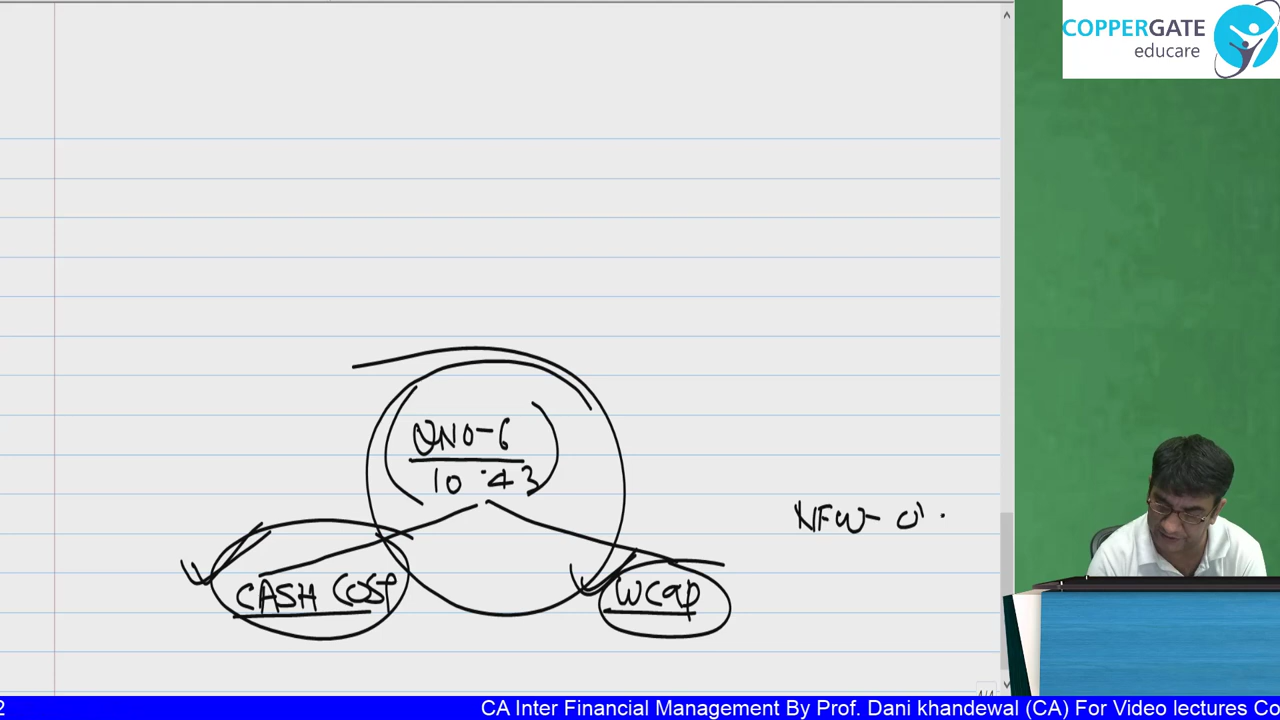 COPPERGATE
educare
QNO-6
10.43
CASH COST
WCap
2
CA Inter Financial Management By Prof. Dani khandewal (CA) For Video lectures Co